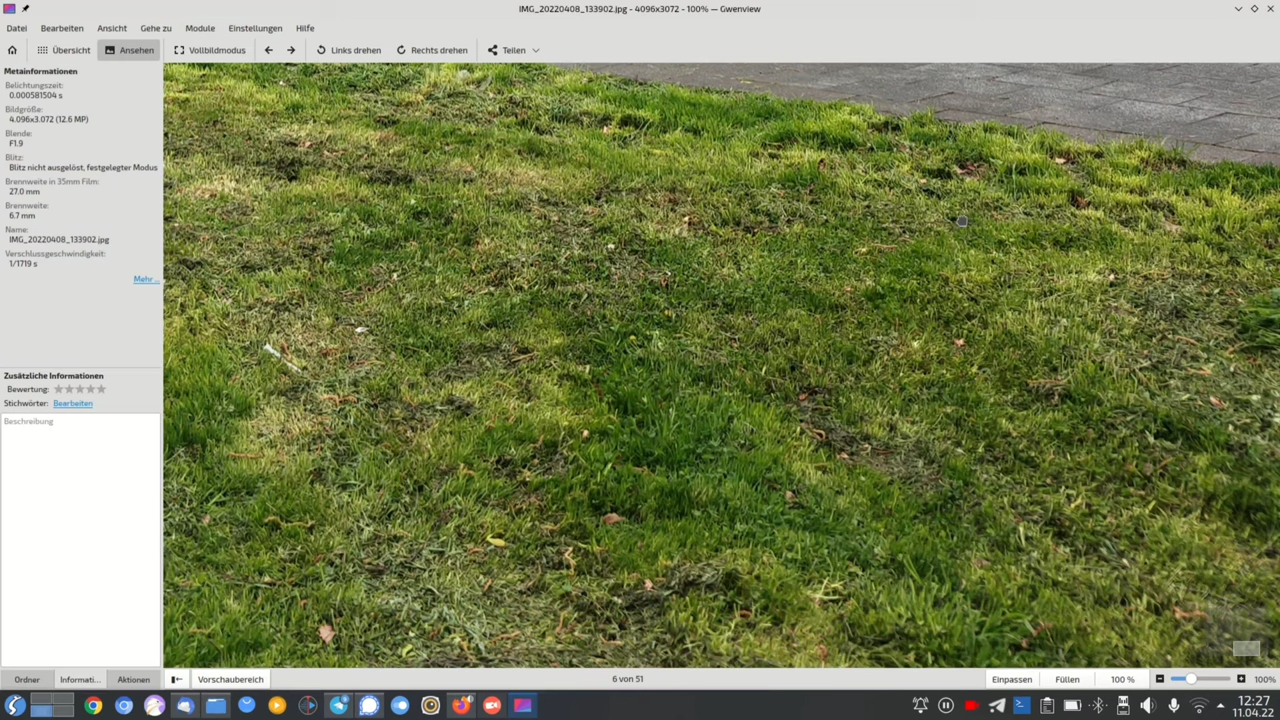 IMG_20220408_133902.jpg - 4096x3072 - 100% — Gwenview
Datei Bearbeiten Ansicht Gehe zu Module Einstellungen Hilfe
Übersicht Ansehen Vollbildmodus Links drehen Rechts drehen Teilen
Metainformationen
Belichtungszeit:
0.000581504 s
Bildgröße:
4.096x3.072 (12.6 MP)
Blende:
F1.9
Blitz:
Blitz nicht ausgelöst, festgelegter Modus
Brennweite in 35mm Film:
27.0 mm
Brennweite:
6.7 mm
Name:
IMG_20220408_133902.jpg
Verschlussgeschwindigkeit:
1/1719 s
Mehr ...
Zusätzliche Informationen
Bewertung:
Stichwörter: Bearbeiten
Beschreibung
Ordner Informati... Aktionen Vorschaubereich 6 von 51 Einpassen Füllen 100 % 100%
12:27
11.04.22